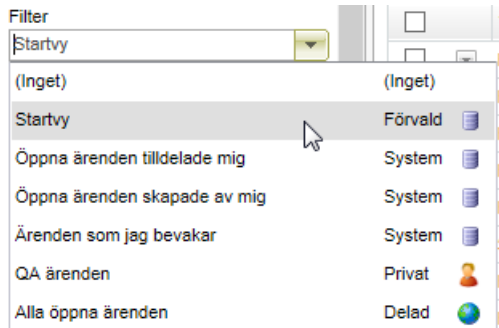 Filter
Startvy
(Inget) (Inget)
Startvy Förvald
Öppna ärenden tilldelade mig System
Öppna ärenden skapade av mig System
Ärenden som jag bevakar System
QA ärenden Privat
Alla öppna ärenden Delad